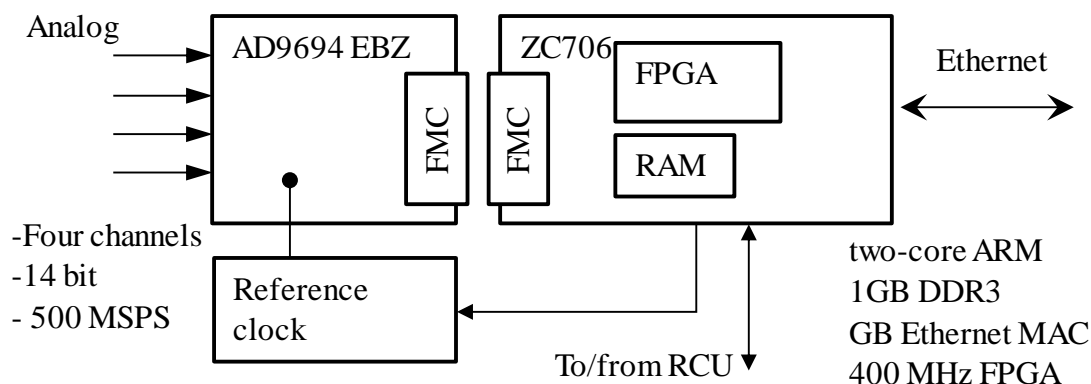 Analog
AD9694 EBZ
ZC706
FPGA
Ethernet
FMC
FMC
RAM
-Four channels
-14 bit
- 500 MSPS
Reference
clock
To/from RCU
two-core ARM
1GB DDR3
GB Ethernet MAC
400 MHz FPGA